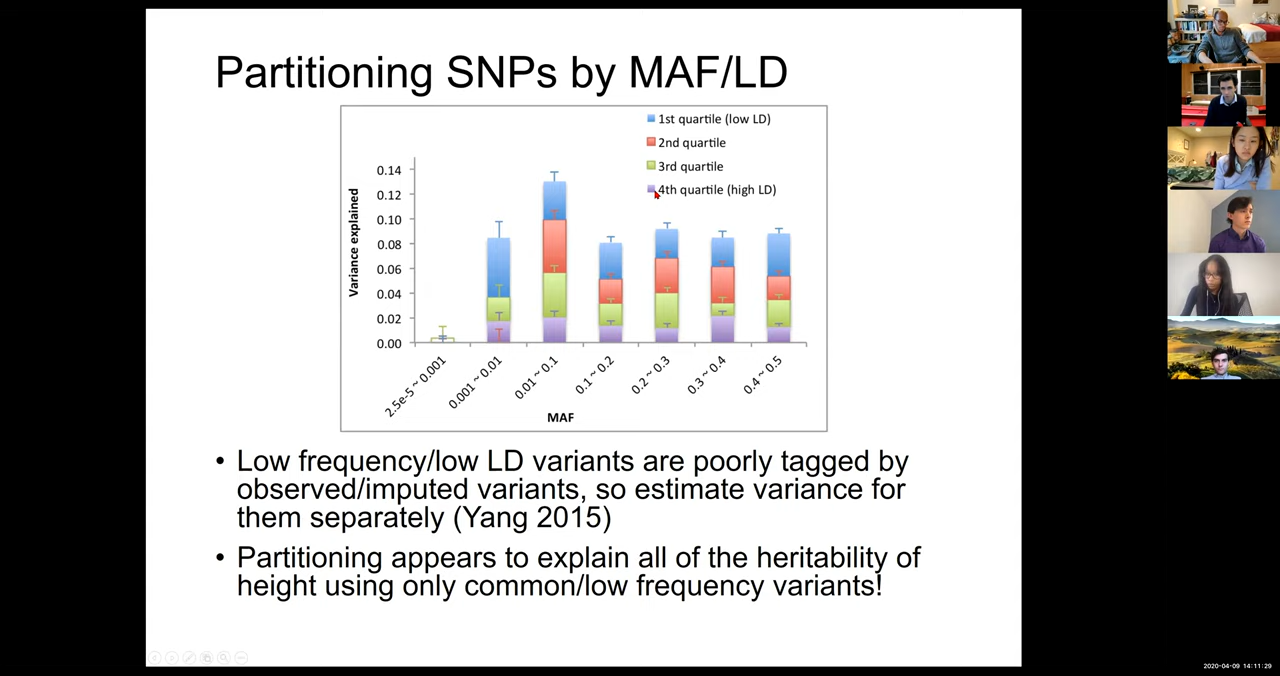 Partitioning SNPs by MAF/LD
1st quartile (low LD)
2nd quartile
3rd quartile
4th quartile (high LD)
Variance explained
0.14
0.12
0.10
0.08
0.06
0.04
0.02
0.00
2.5e-5 ~ 0.001
0.001 ~ 0.01
0.01 ~ 0.1
0.1 ~ 0.2
0.2 ~ 0.3
0.3 ~ 0.4
0.4 ~ 0.5
MAF
• Low frequency/low LD variants are poorly tagged by
observed/imputed variants, so estimate variance for
them separately (Yang 2015)
• Partitioning appears to explain all of the heritability of
height using only common/low frequency variants!
2020-04-09 14:11:29